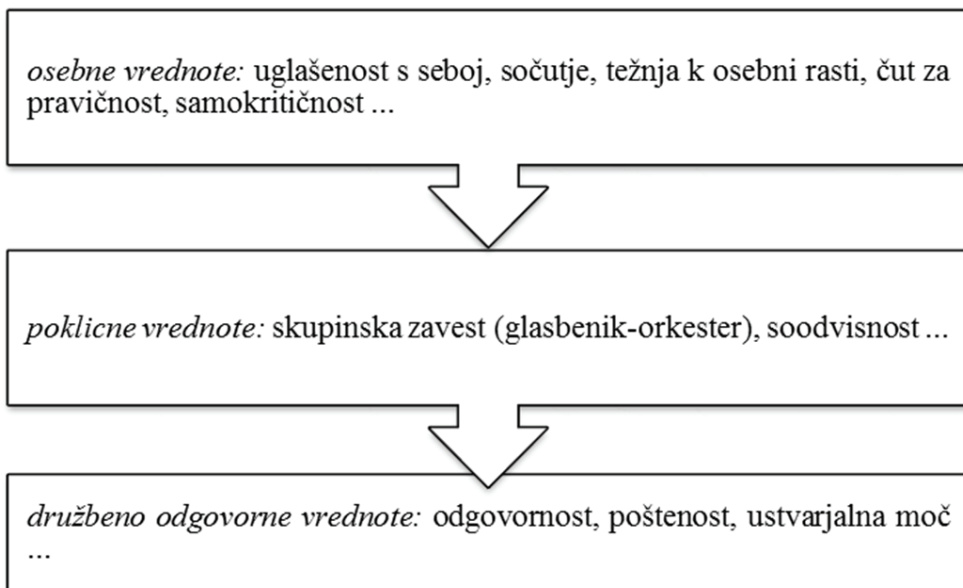 osebne vrednote: uglašenost s seboj, sočutje, težnja k osebni rasti, čut za
pravičnost, samokritičnost ...
poklicne vrednote: skupinska zavest (glasbenik-orkester), soodvisnost ...
družbeno odgovorne vrednote: odgovornost, poštenost, ustvarjalna moč
...